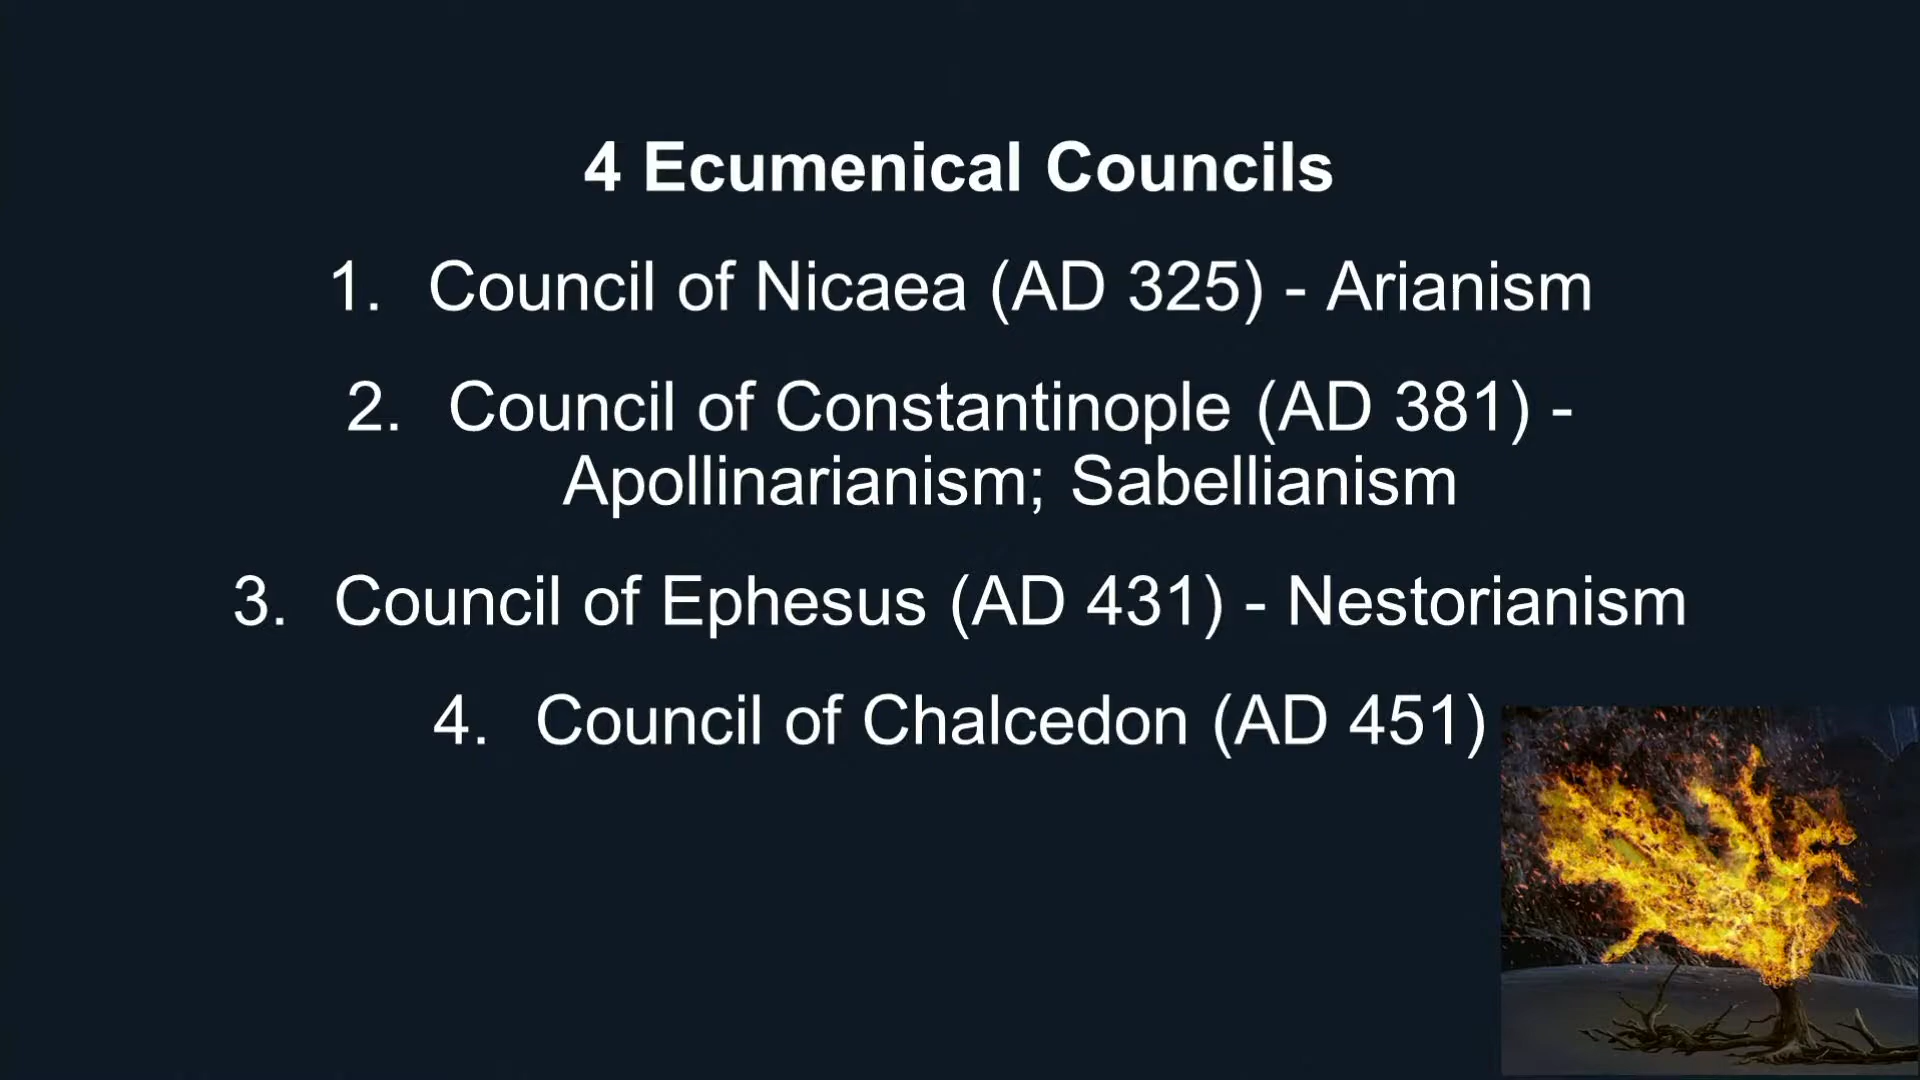 4 Ecumenical Councils
1. Council of Nicaea (AD 325) - Arianism
2. Council of Constantinople (AD 381) -
Apollinarianism; Sabellianism
3. Council of Ephesus (AD 431) - Nestorianism
4. Council of Chalcedon (AD 451)